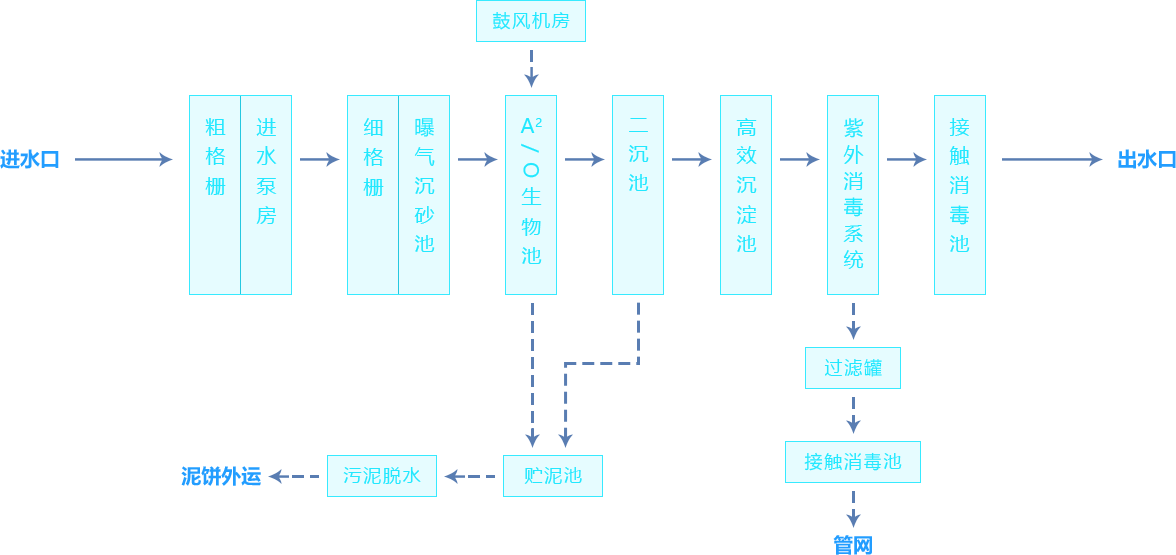 鼓风机房
进水口
粗格栅
进水泵房
细格栅
曝气沉砂池
A²/O生物池
二沉池
高效沉淀池
紫外消毒系统
接触消毒池
出水口
过滤罐
接触消毒池
管网
泥饼外运
污泥脱水
贮泥池